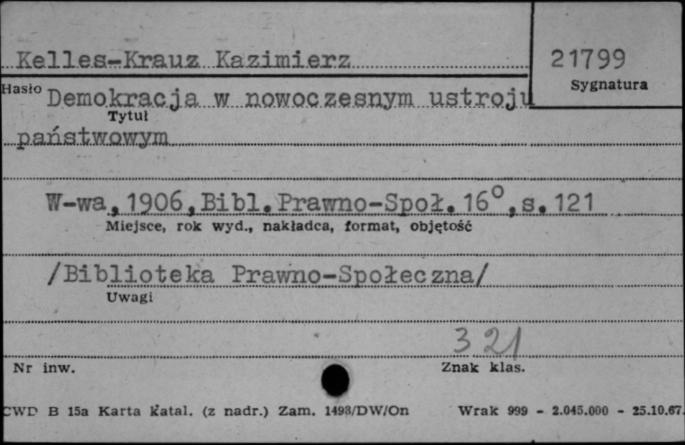 Kelles-Krauz Kazimierz
21799
Hasło
Sygnatura
Demokracja w nowoczesnym ustroju
Tytuł
państwowym
W-wa, 1906, Bibl. Prawno-Społ. 16°, s. 121
Miejsce, rok wyd., nakładca, format, objętość
/Biblioteka Prawno-Społeczna/
Uwagi
321
Nr inw.
Znak klas.
CWD B 15a Karta katal. (z nadr.) Zam. 1493/DW/On Wrak 999 - 2.045.000 - 25.10.67.